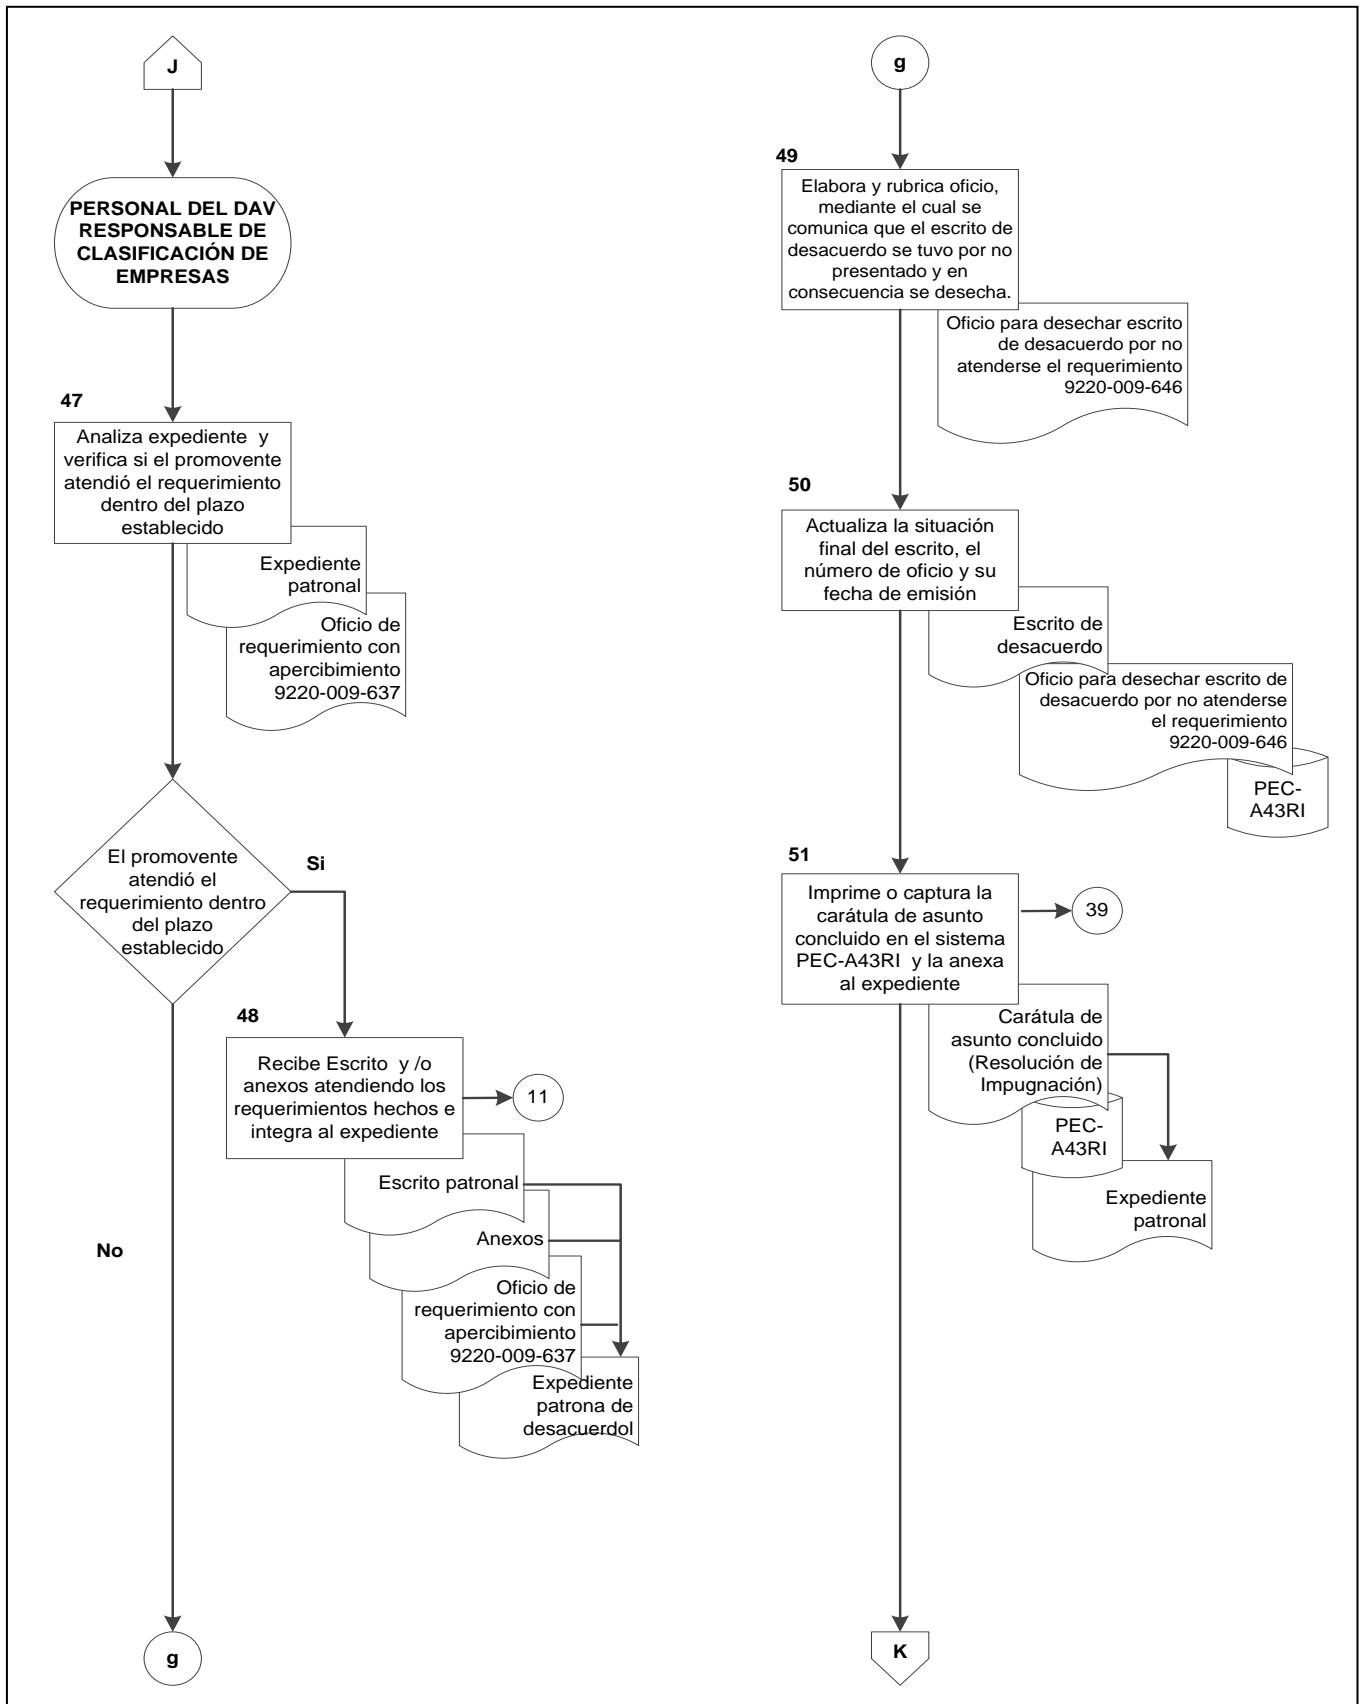 J
PERSONAL DEL DAV
RESPONSABLE DE
CLASIFICACIÓN DE
EMPRESAS
47
Analiza expediente y
verifica si el promovente
atendió el requerimiento
dentro del plazo
establecido
Expediente
patronal
Oficio de
requerimiento con
apercibimiento
9220-009-637
El promovente
atendió el
requerimiento dentro
del plazo
establecido
Si
48
Recibe Escrito y /o
anexos atendiendo los
requerimientos hechos e
integra al expediente
11
Escrito patronal
Anexos
Oficio de
requerimiento con
apercibimiento
9220-009-637
Expediente
patrona de
desacuerdol
No
g
g
49
Elabora y rubrica oficio,
mediante el cual se
comunica que el escrito de
desacuerdo se tuvo por no
presentado y en
consecuencia se desecha.
Oficio para desechar escrito
de desacuerdo por no
atenderse el requerimiento
9220-009-646
50
Actualiza la situación
final del escrito, el
número de oficio y su
fecha de emisión
Escrito de
desacuerdo
Oficio para desechar escrito de
desacuerdo por no atenderse
el requerimiento
9220-009-646
PEC-
A43RI
51
Imprime o captura la
carátula de asunto
concluido en el sistema
PEC-A43RI y la anexa
al expediente
39
Carátula de
asunto concluido
(Resolución de
Impugnación)
PEC-
A43RI
Expediente
patronal
K